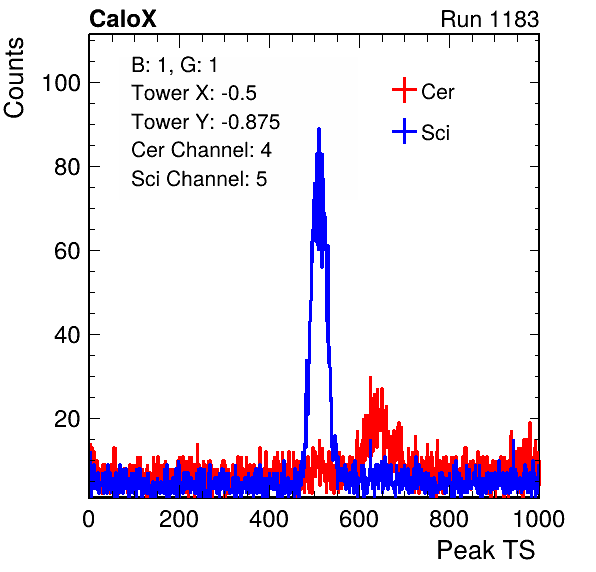 CaloX
Run 1183
Counts
B: 1, G: 1
Tower X: -0.5
Tower Y: -0.875
Cer Channel: 4
Sci Channel: 5
Cer
Sci
100
80
60
40
20
0 200 400 600 800 1000
Peak TS